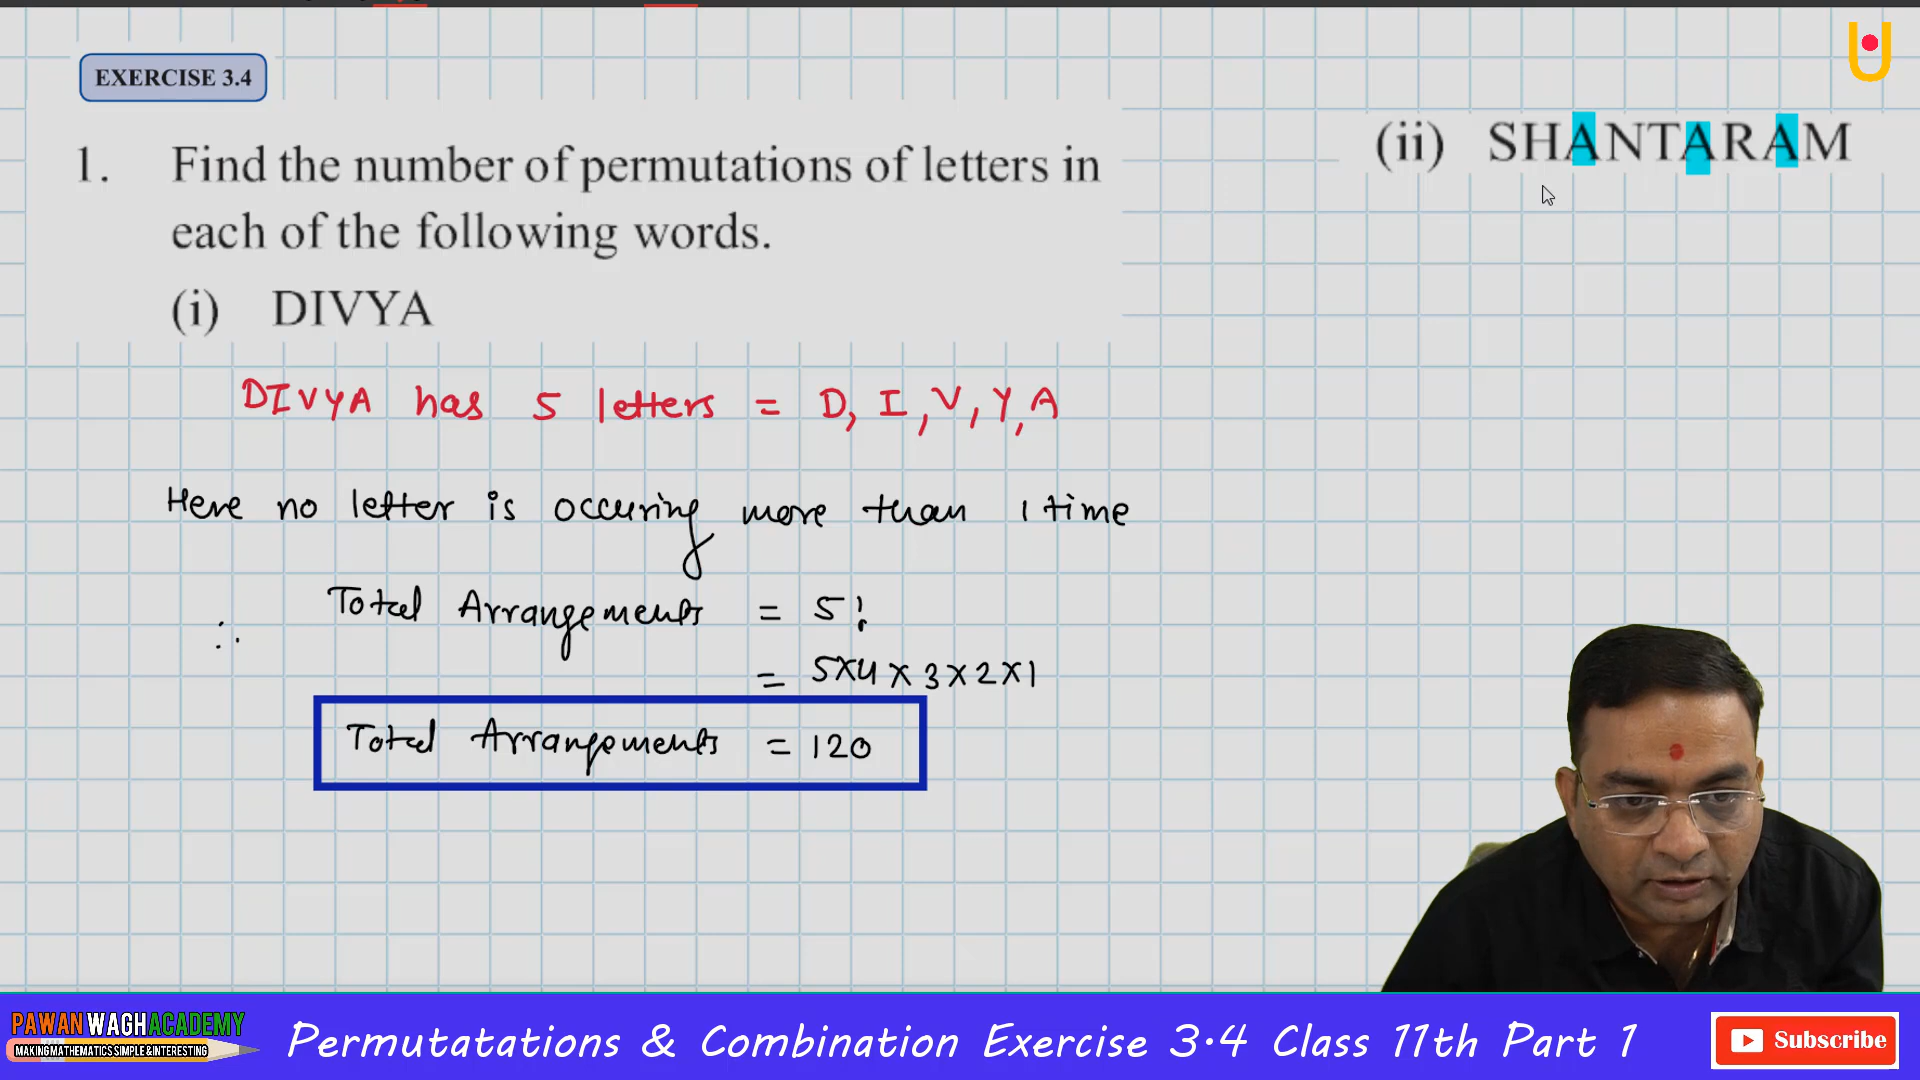 EXERCISE 3.4
1. Find the number of permutations of letters in
each of the following words.
(i) DIVYA
(ii) SHANTARAM
DIVYA has 5 letters = D, I, V, Y, A
Here no letter is occuring more than 1 time
∴ Total Arrangements = 5!
= 5×4×3×2×1
Total Arrangements = 120
PAWAN WAGH ACADEMY
MAKING MATHEMATICS SIMPLE & INTERESTING
Permutatations & Combination Exercise 3.4 Class 11th Part 1
Subscribe